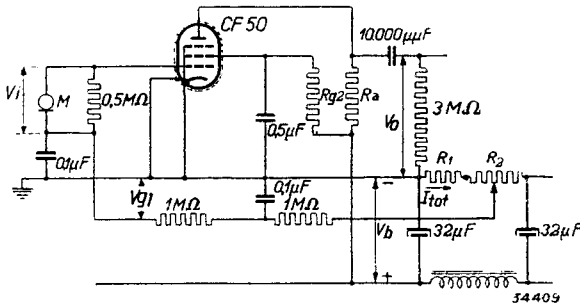 CF 50
10.000μμF
Vi
M
0,5MΩ
Rg2
Ra
Vo
3 MΩ
0,5μF
0,1μF
R1
R2
Vg1
0,1μF
-
Itot
1MΩ
1MΩ
Vb
32μF
32μF
+
34409